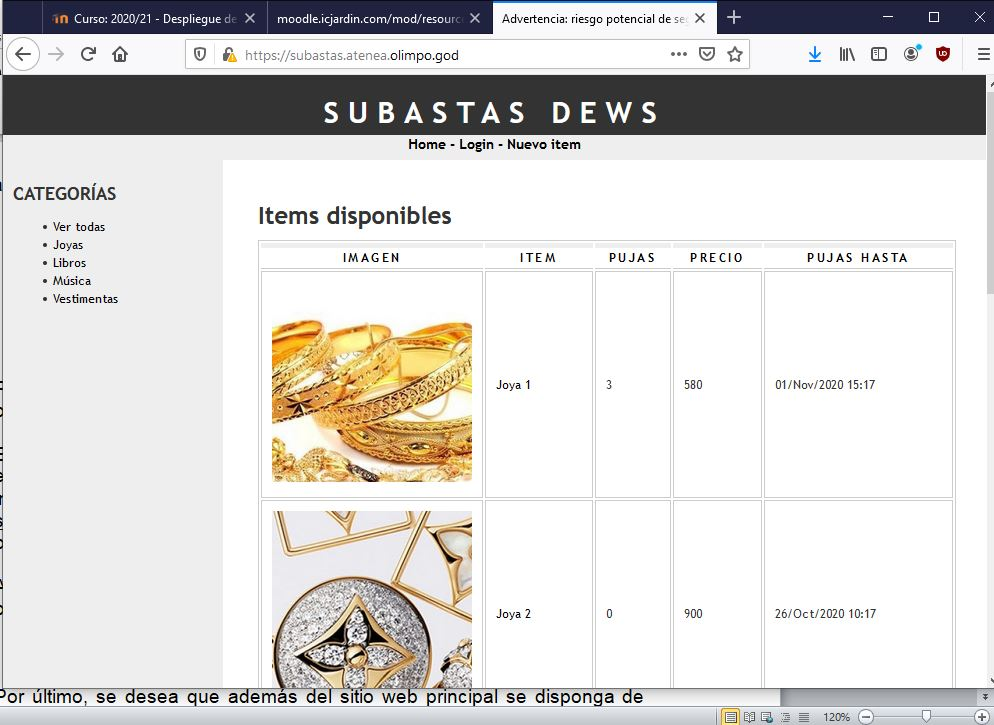 Curso: 2020/21 - Despliegue de
moodle.icjardin.com/mod/resourc
Advertencia: riesgo potencial de seg
https://subastas.atenea.olimpo.god
SUBASTAS DEWS
Home - Login - Nuevo item
CATEGORÍAS
Ver todas
Joyas
Libros
Música
Vestimentas
Items disponibles
IMAGEN ITEM PUJAS PRECIO PUJAS HASTA
Joya 1 3 580 01/Nov/2020 15:17
Joya 2 0 900 26/Oct/2020 10:17
Por último, se desea que además del sitio web principal se disponga de
120%